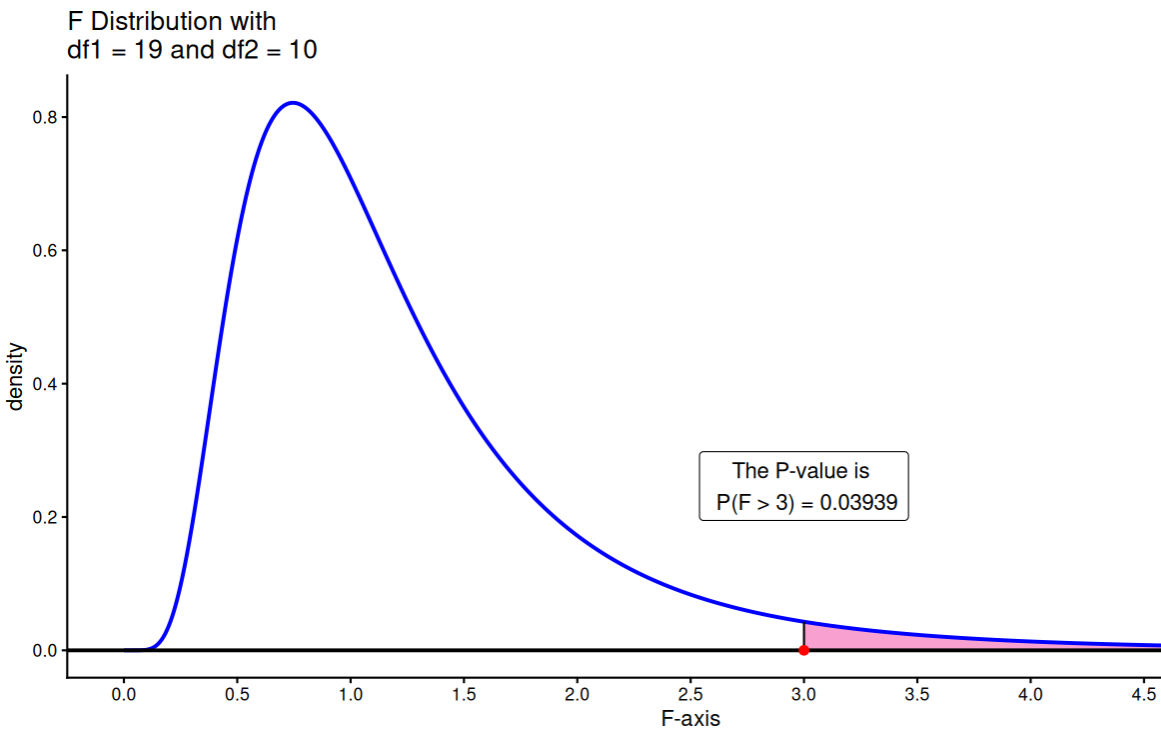 F Distribution with
df1 = 19 and df2 = 10
0.8
0.6
0.4
0.2
0.0
density
The P-value is
P(F > 3) = 0.03939
0.0 0.5 1.0 1.5 2.0 2.5 3.0 3.5 4.0 4.5
F-axis